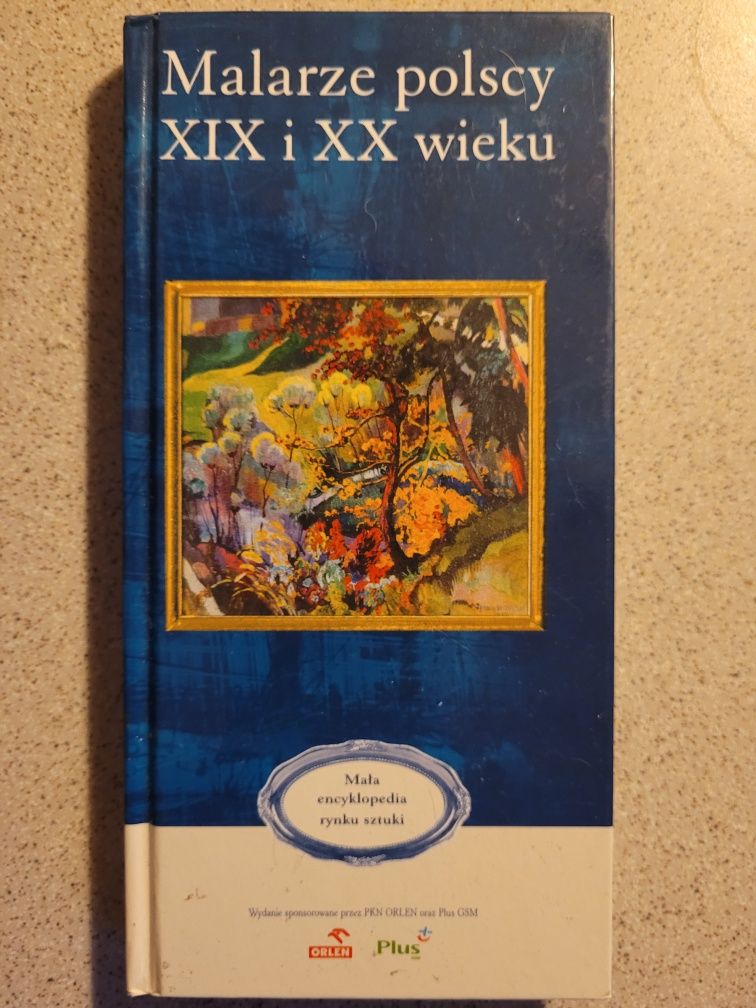 Malarze polscy
XIX i XX wieku
Mała
encyklopedia
rynku sztuki
Wydanie sponsorowane przez PKN ORLEN oraz Plus GSM
ORLEN
Plus